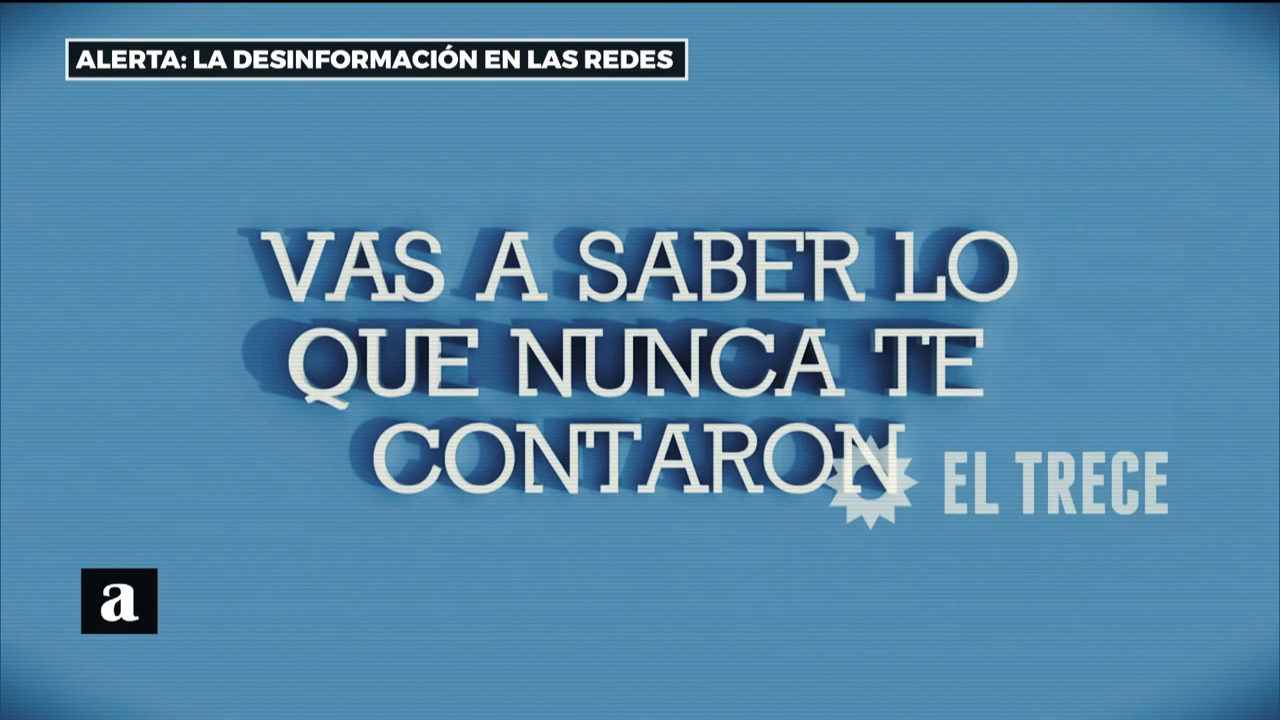 ALERTA: LA DESINFORMACIÓN EN LAS REDES
VAS A SABER LO
QUE NUNCA TE
CONTARON
EL TRECE
a